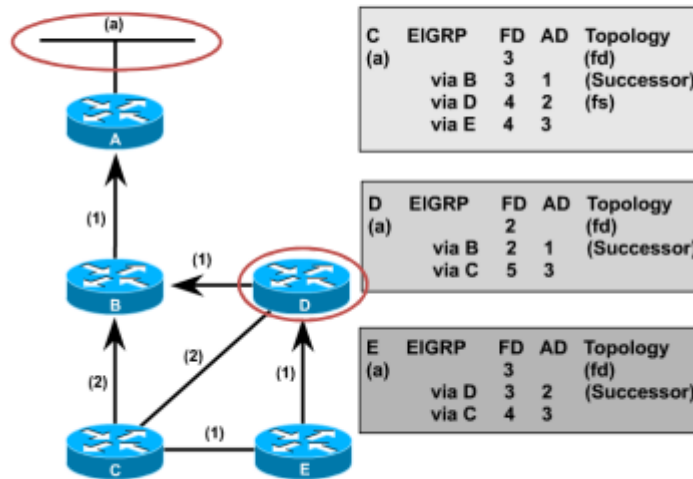 (a)
A
(1)
B
(1)
D
(2)
(2)
(1)
C
(1)
E
C EIGRP FD AD Topology
(a) 3 (fd)
via B 3 1 (Successor)
via D 4 2 (fs)
via E 4 3
D EIGRP FD AD Topology
(a) 2 (fd)
via B 2 1 (Successor)
via C 5 3
E EIGRP FD AD Topology
(a) 3 (fd)
via D 3 2 (Successor)
via C 4 3